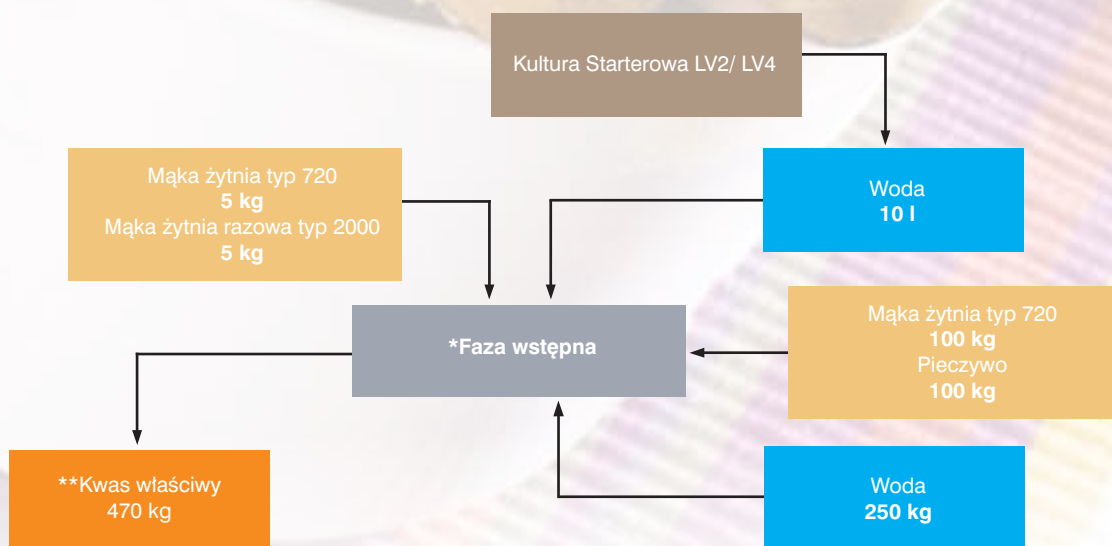 Kultura Starterowa LV2/ LV4
Mąka żytnia typ 720
5 kg
Mąka żytnia razowa typ 2000
5 kg
Woda
10 l
*Faza wstępna
Mąka żytnia typ 720
100 kg
Pieczywo
100 kg
**Kwas właściwy
470 kg
Woda
250 kg